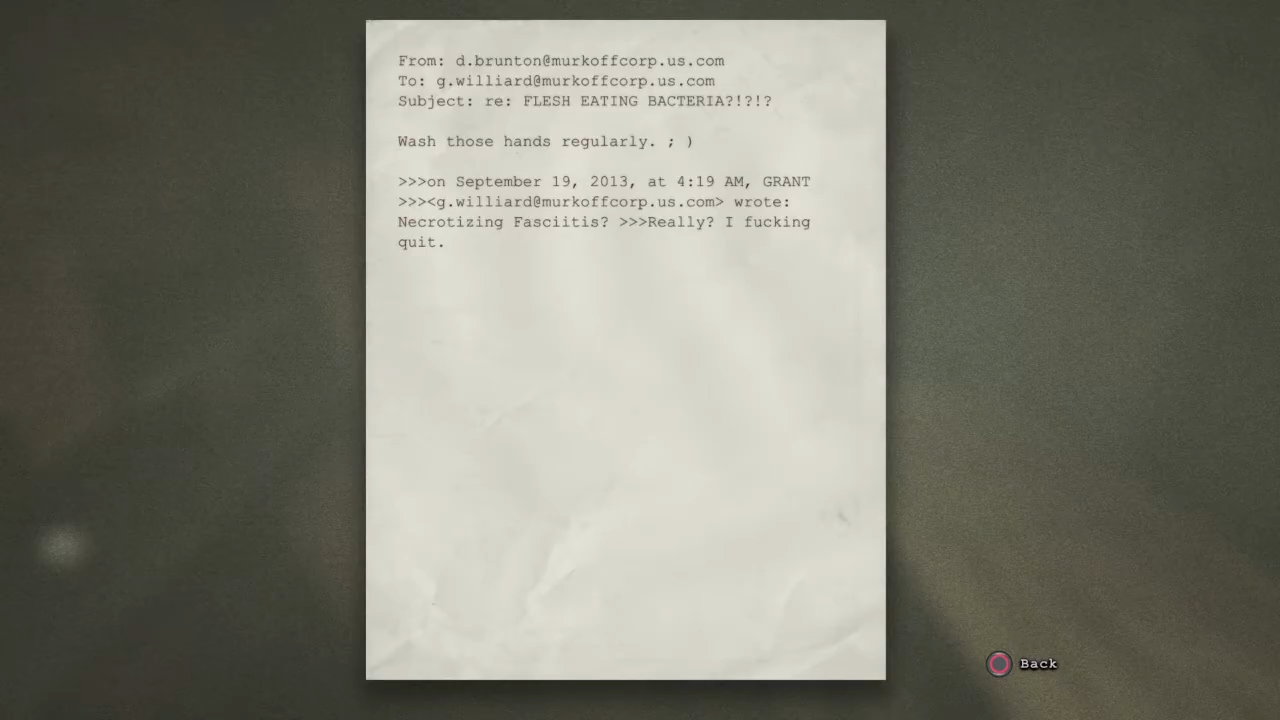 From: d.brunton@murkoffcorp.us.com
To: g.williard@murkoffcorp.us.com
Subject: re: FLESH EATING BACTERIA?!?!?
Wash those hands regularly. ; )
>>>on September 19, 2013, at 4:19 AM, GRANT
>>><g.williard@murkoffcorp.us.com> wrote:
Necrotizing Fasciitis? >>>Really? I fucking
quit.
Back